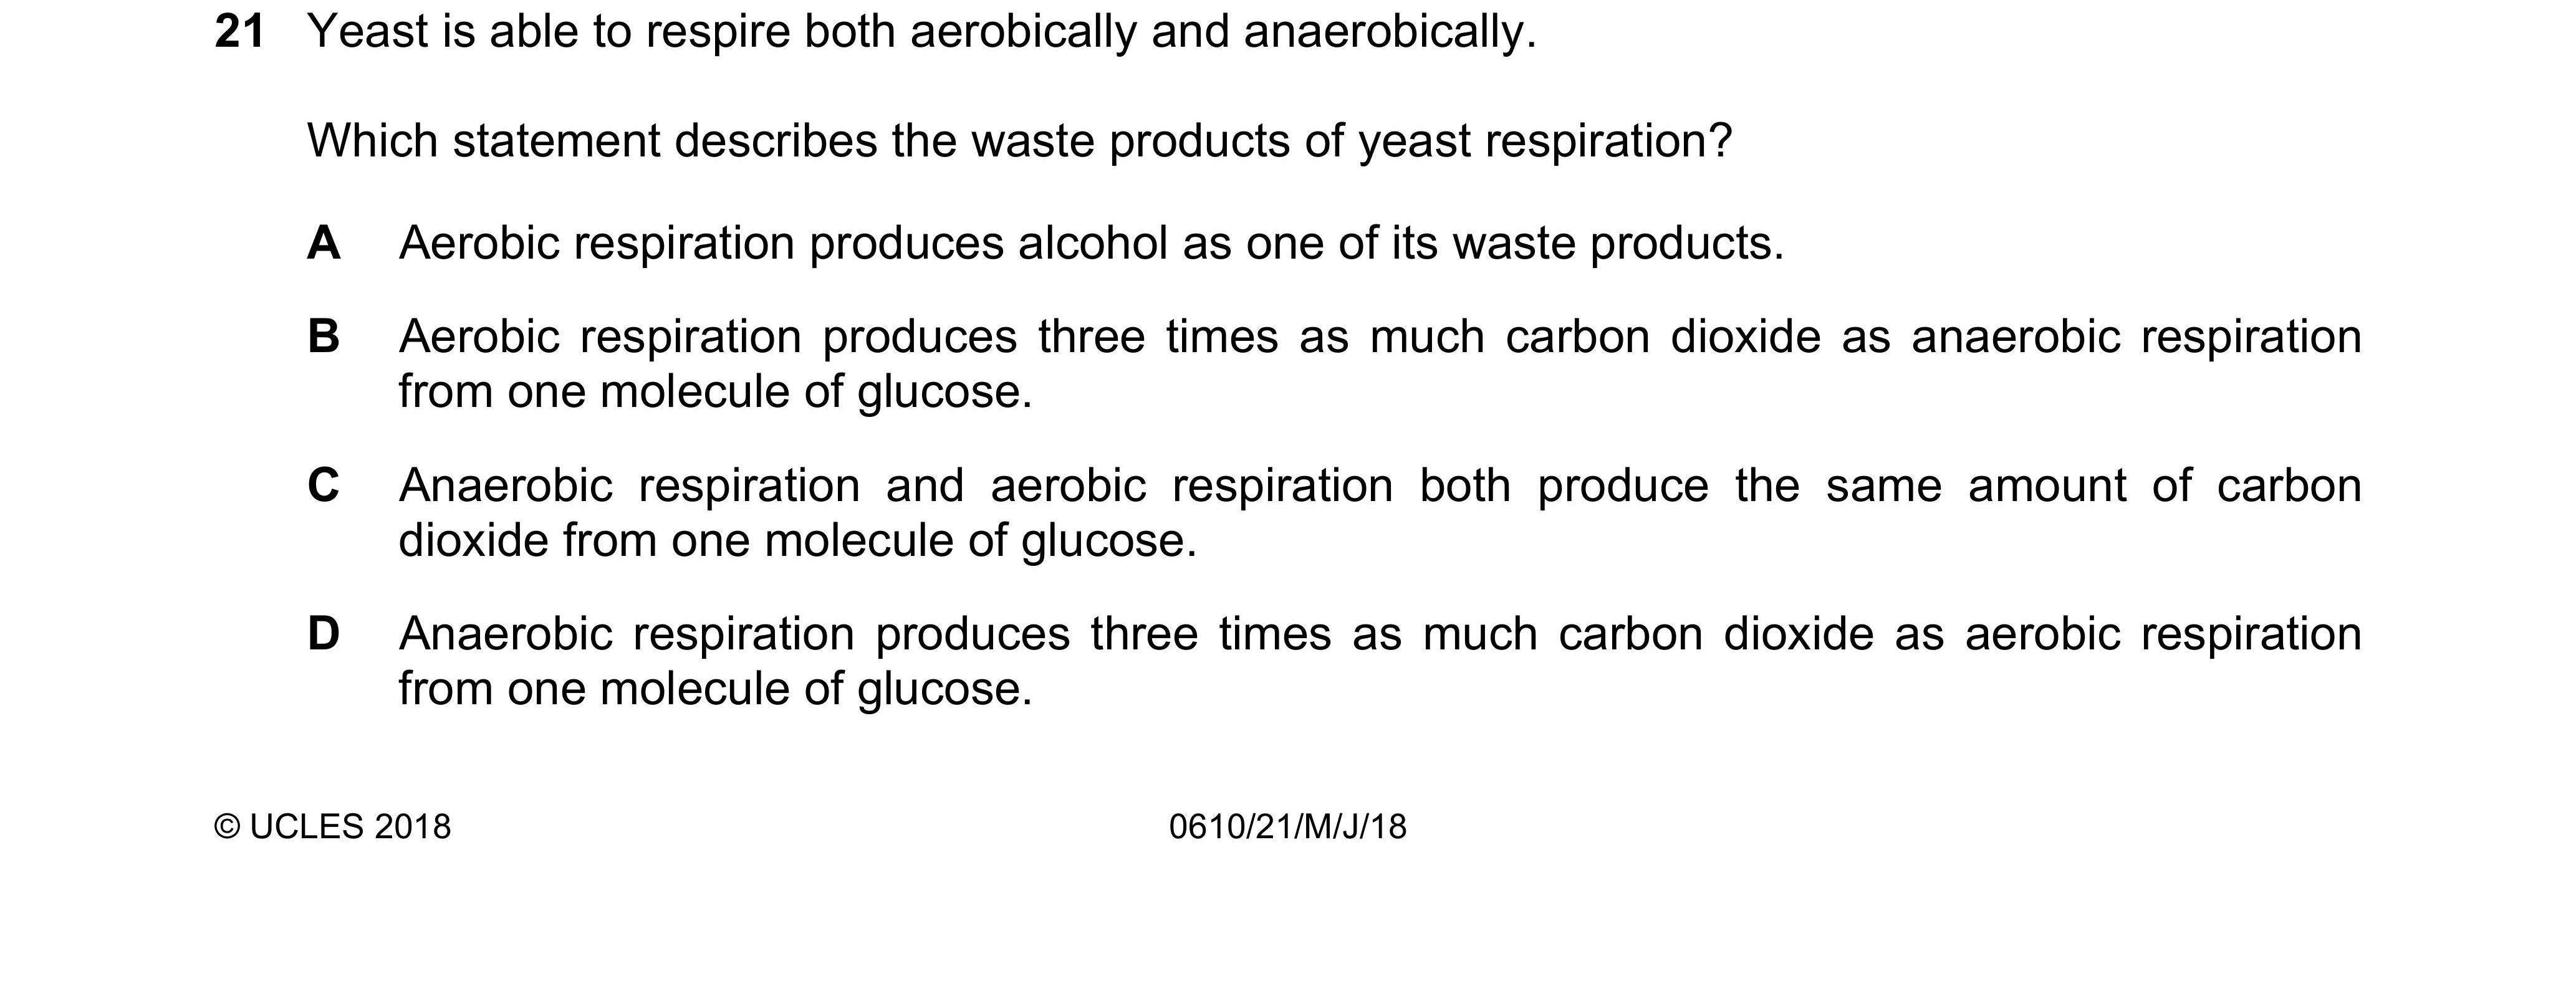 21 Yeast is able to respire both aerobically and anaerobically.
Which statement describes the waste products of yeast respiration?
A Aerobic respiration produces alcohol as one of its waste products.
B Aerobic respiration produces three times as much carbon dioxide as anaerobic respiration
from one molecule of glucose.
C Anaerobic respiration and aerobic respiration both produce the same amount of carbon
dioxide from one molecule of glucose.
D Anaerobic respiration produces three times as much carbon dioxide as aerobic respiration
from one molecule of glucose.
© UCLES 2018 0610/21/M/J/18